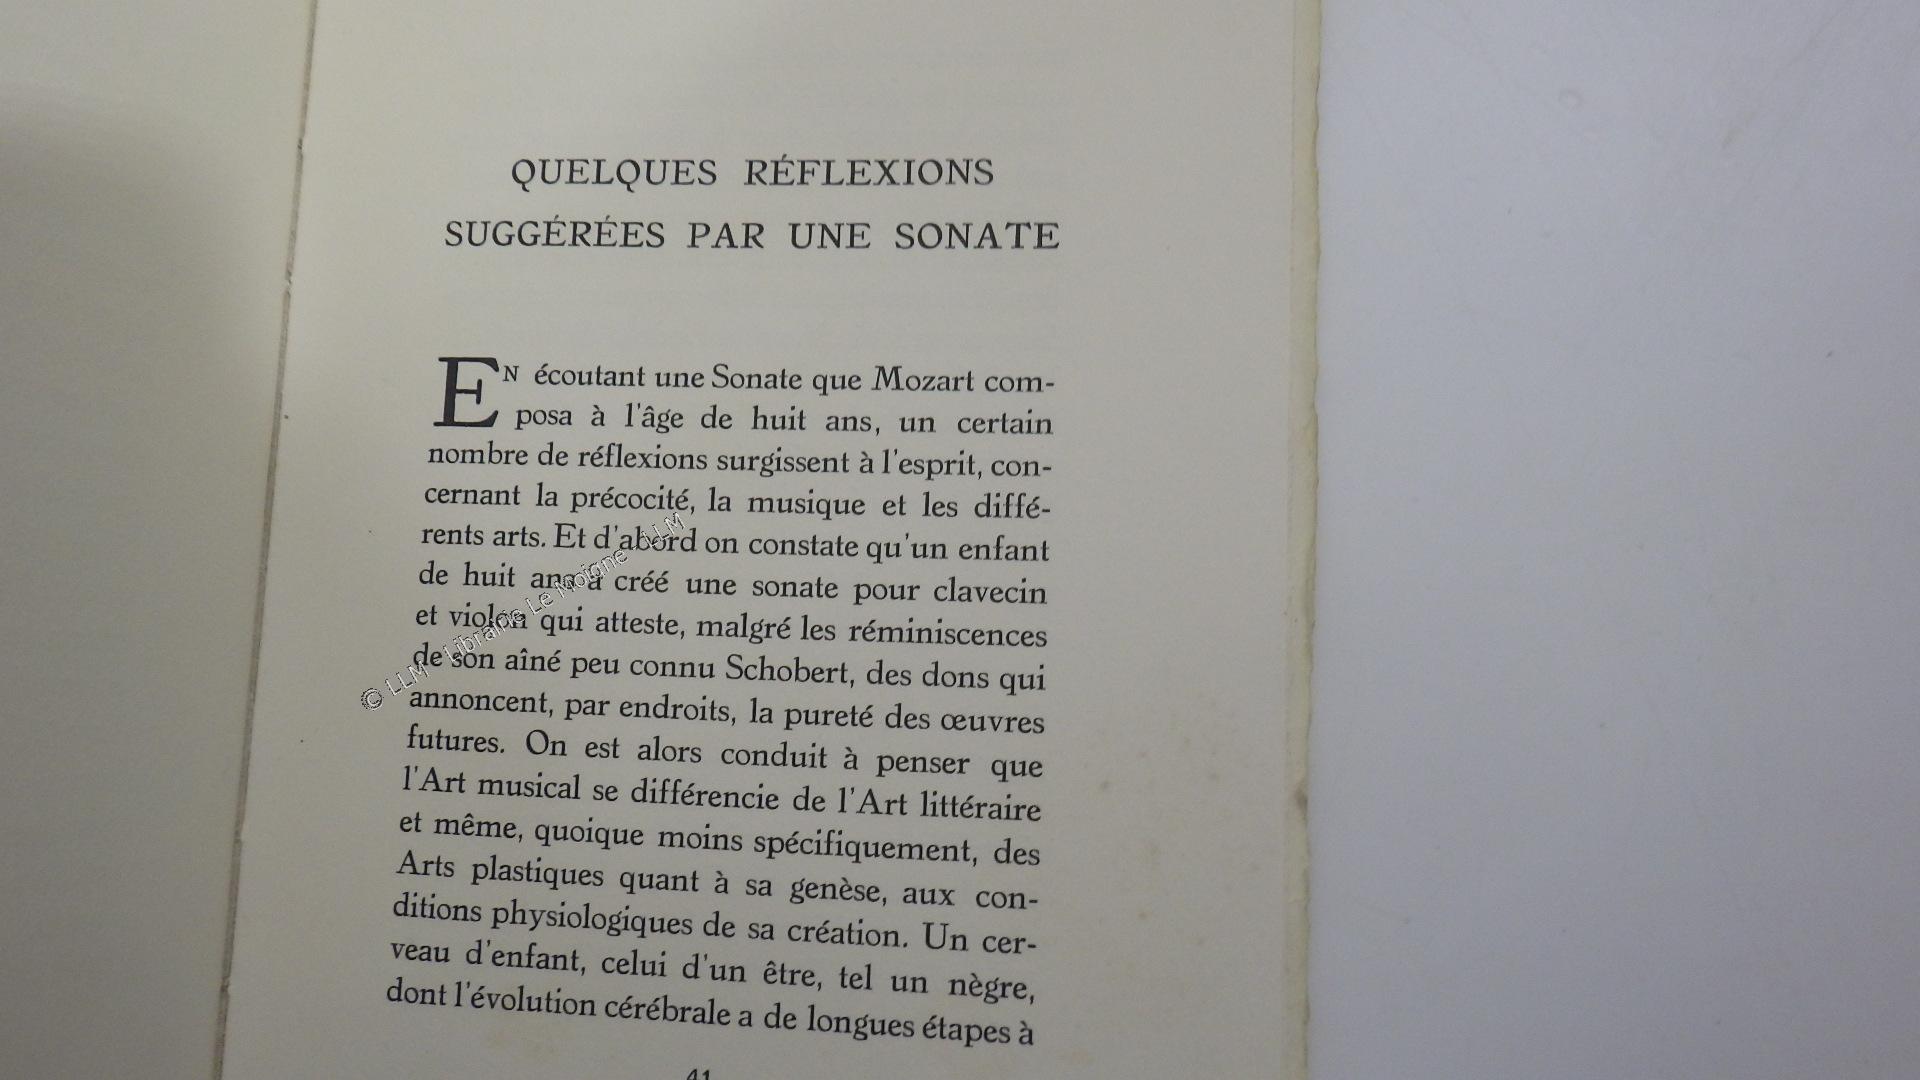 QUELQUES RÉFLEXIONS
SUGGÉRÉES PAR UNE SONATE
EN écoutant une Sonate que Mozart com-
posa à l'âge de huit ans, un certain
nombre de réflexions surgissent à l'esprit, con-
cernant la précocité, la musique et les diffé-
rents arts. Et d'abord on constate qu'un enfant
de huit ans a créé une sonate pour clavecin
et violon qui atteste, malgré les réminiscences
de son aîné peu connu Schobert, des dons qui
annoncent, par endroits, la pureté des œuvres
futures. On est alors conduit à penser que
l'Art musical se différencie de l'Art littéraire
et même, quoique moins spécifiquement, des
Arts plastiques quant à sa genèse, aux con-
ditions physiologiques de sa création. Un cer-
veau d'enfant, celui d'un être, tel un nègre,
dont l'évolution cérébrale a de longues étapes à
41
© LLM - Librairie Le Moigne - LLM